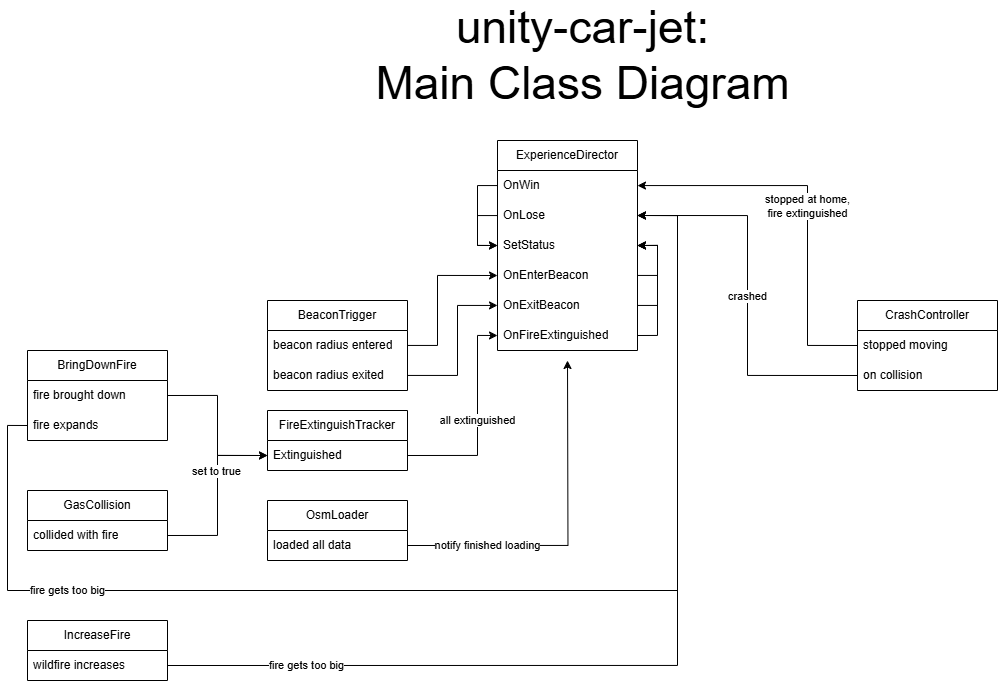 unity-car-jet:
Main Class Diagram
ExperienceDirector
OnWin
OnLose
SetStatus
OnEnterBeacon
OnExitBeacon
OnFireExtinguished
stopped at home,
fire extinguished
crashed
CrashController
stopped moving
on collision
BeaconTrigger
beacon radius entered
beacon radius exited
BringDownFire
fire brought down
fire expands
all extinguished
FireExtinguishTracker
Extinguished
set to true
GasCollision
collided with fire
OsmLoader
loaded all data
notify finished loading
fire gets too big
IncreaseFire
wildfire increases
fire gets too big